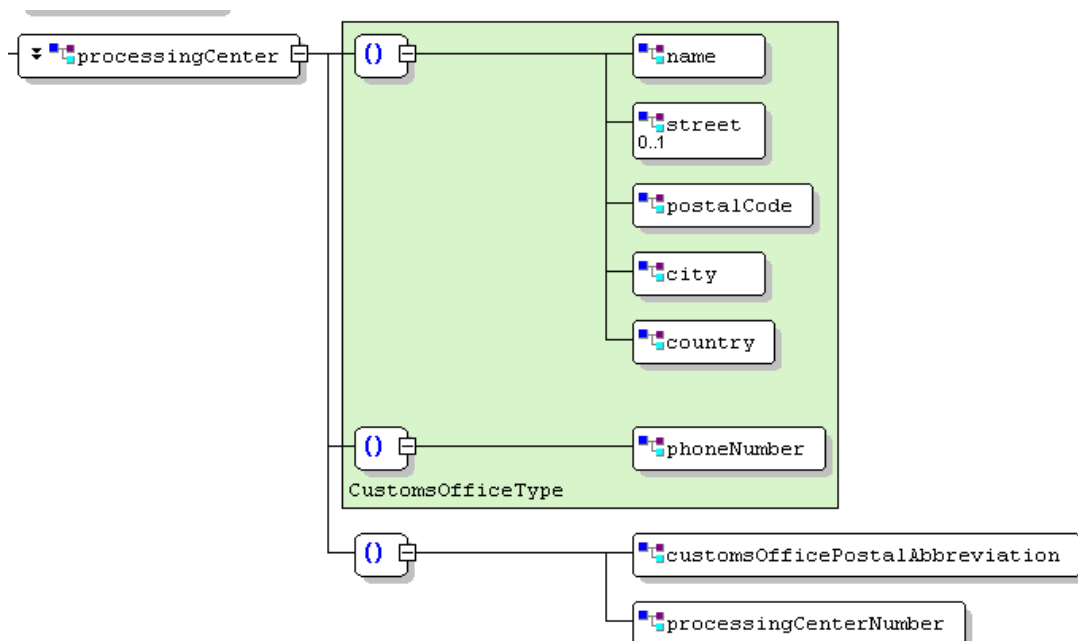 processingCenter
()
name
street
0..1
postalCode
city
country
()
phoneNumber
CustomsOfficeType
()
customsOfficePostalAbbreviation
processingCenterNumber